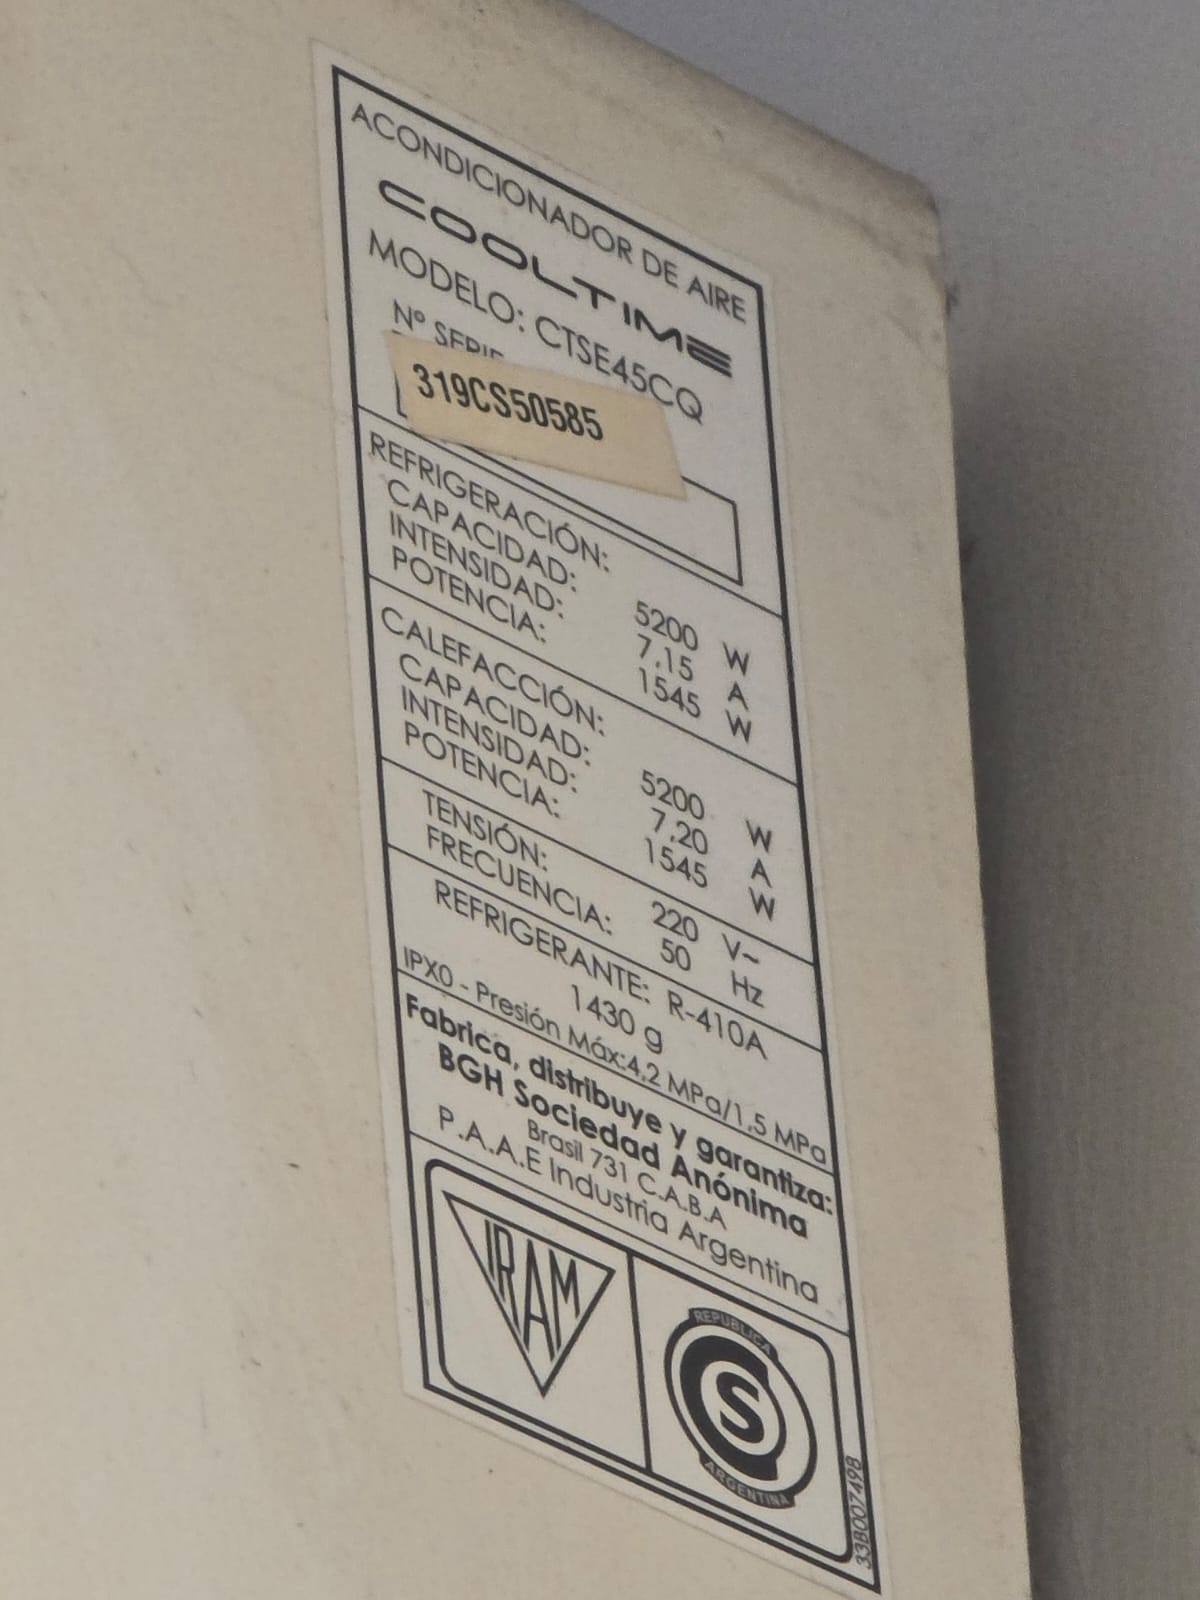 ACONDICIONADOR DE AIRE
COOLTIME
MODELO: CTSE45CQ
Nº SERIE
319CS50585
REFRIGERACIÓN:
CAPACIDAD: 5200 W
INTENSIDAD: 7.15 A
POTENCIA: 1545 W
CALEFACCIÓN:
CAPACIDAD: 5200 W
INTENSIDAD: 7.20 A
POTENCIA: 1545 W
TENSIÓN: 220 V~
FRECUENCIA: 50 Hz
REFRIGERANTE: R-410A
1430 g
IPX0 - Presión Máx:4,2 MPa/1,5 MPa
Fabrica, distribuye y garantiza:
BGH Sociedad Anónima
Brasil 731 C.A.B.A
P.A.A.E Industria Argentina
IRAM
REPUBLICA
S
ARGENTINA
33B007498